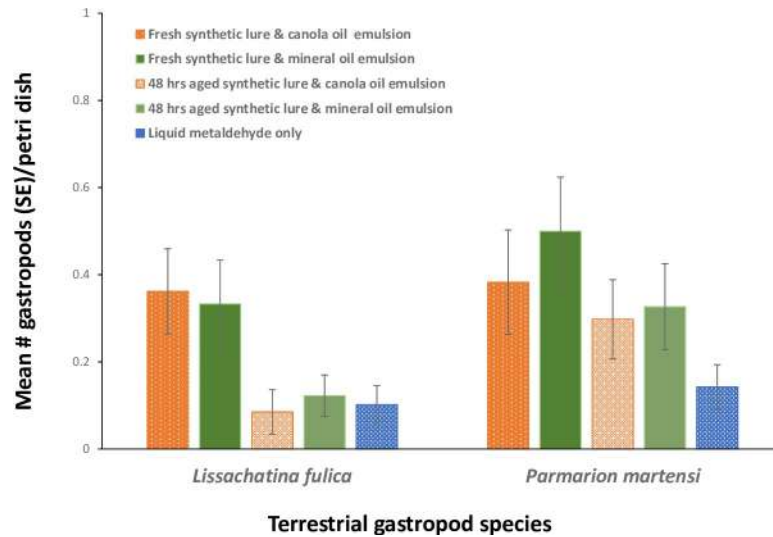 1
Fresh synthetic lure & canola oil emulsion
Fresh synthetic lure & mineral oil emulsion
48 hrs aged synthetic lure & canola oil emulsion
48 hrs aged synthetic lure & mineral oil emulsion
Liquid metaldehyde only
0.8
0.6
0.4
0.2
0
Mean # gastropods (SE)/petri dish
Lissachatina fulica
Parmarion martensi
Terrestrial gastropod species